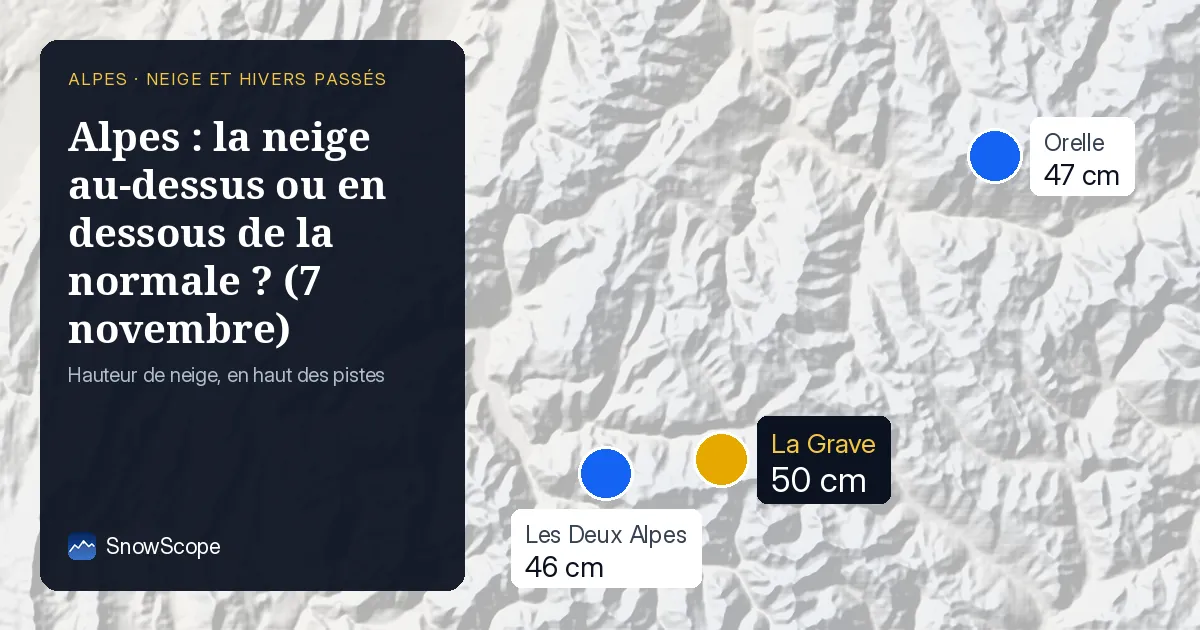 ALPES · NEIGE ET HIVERS PASSÉS
Alpes : la neige
au-dessus ou en
dessous de la
normale ? (7
novembre)
Hauteur de neige, en haut des pistes
SnowScope
Orelle
47 cm
La Grave
50 cm
Les Deux Alpes
46 cm